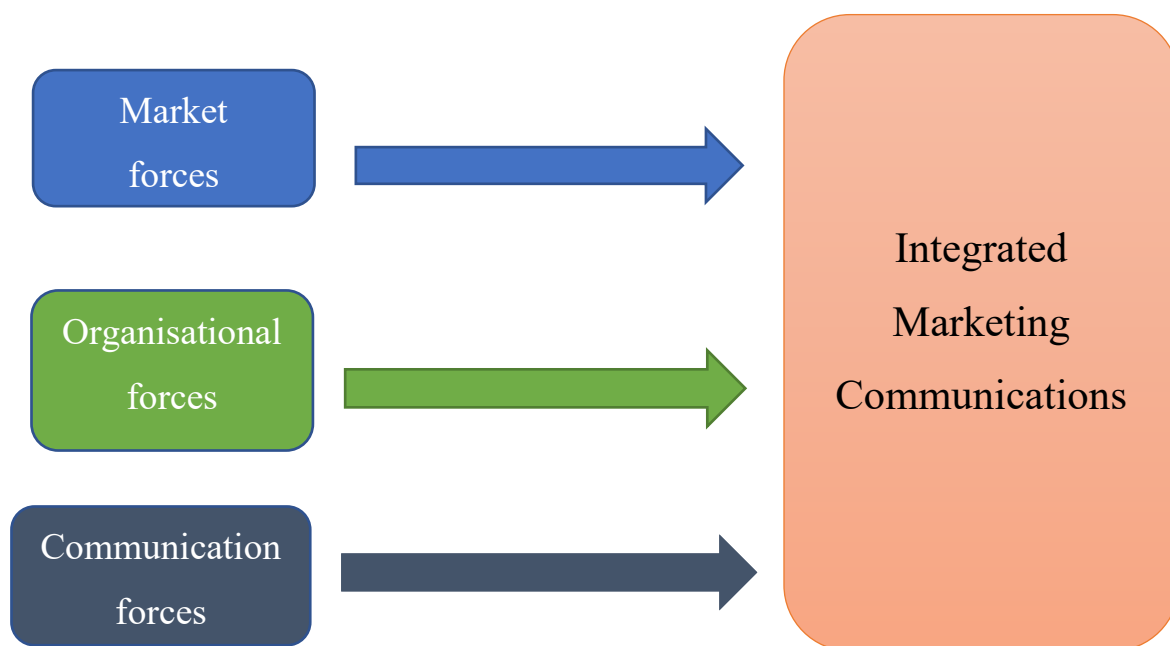 Market
forces
Organisational
forces
Communication
forces
Integrated
Marketing
Communications